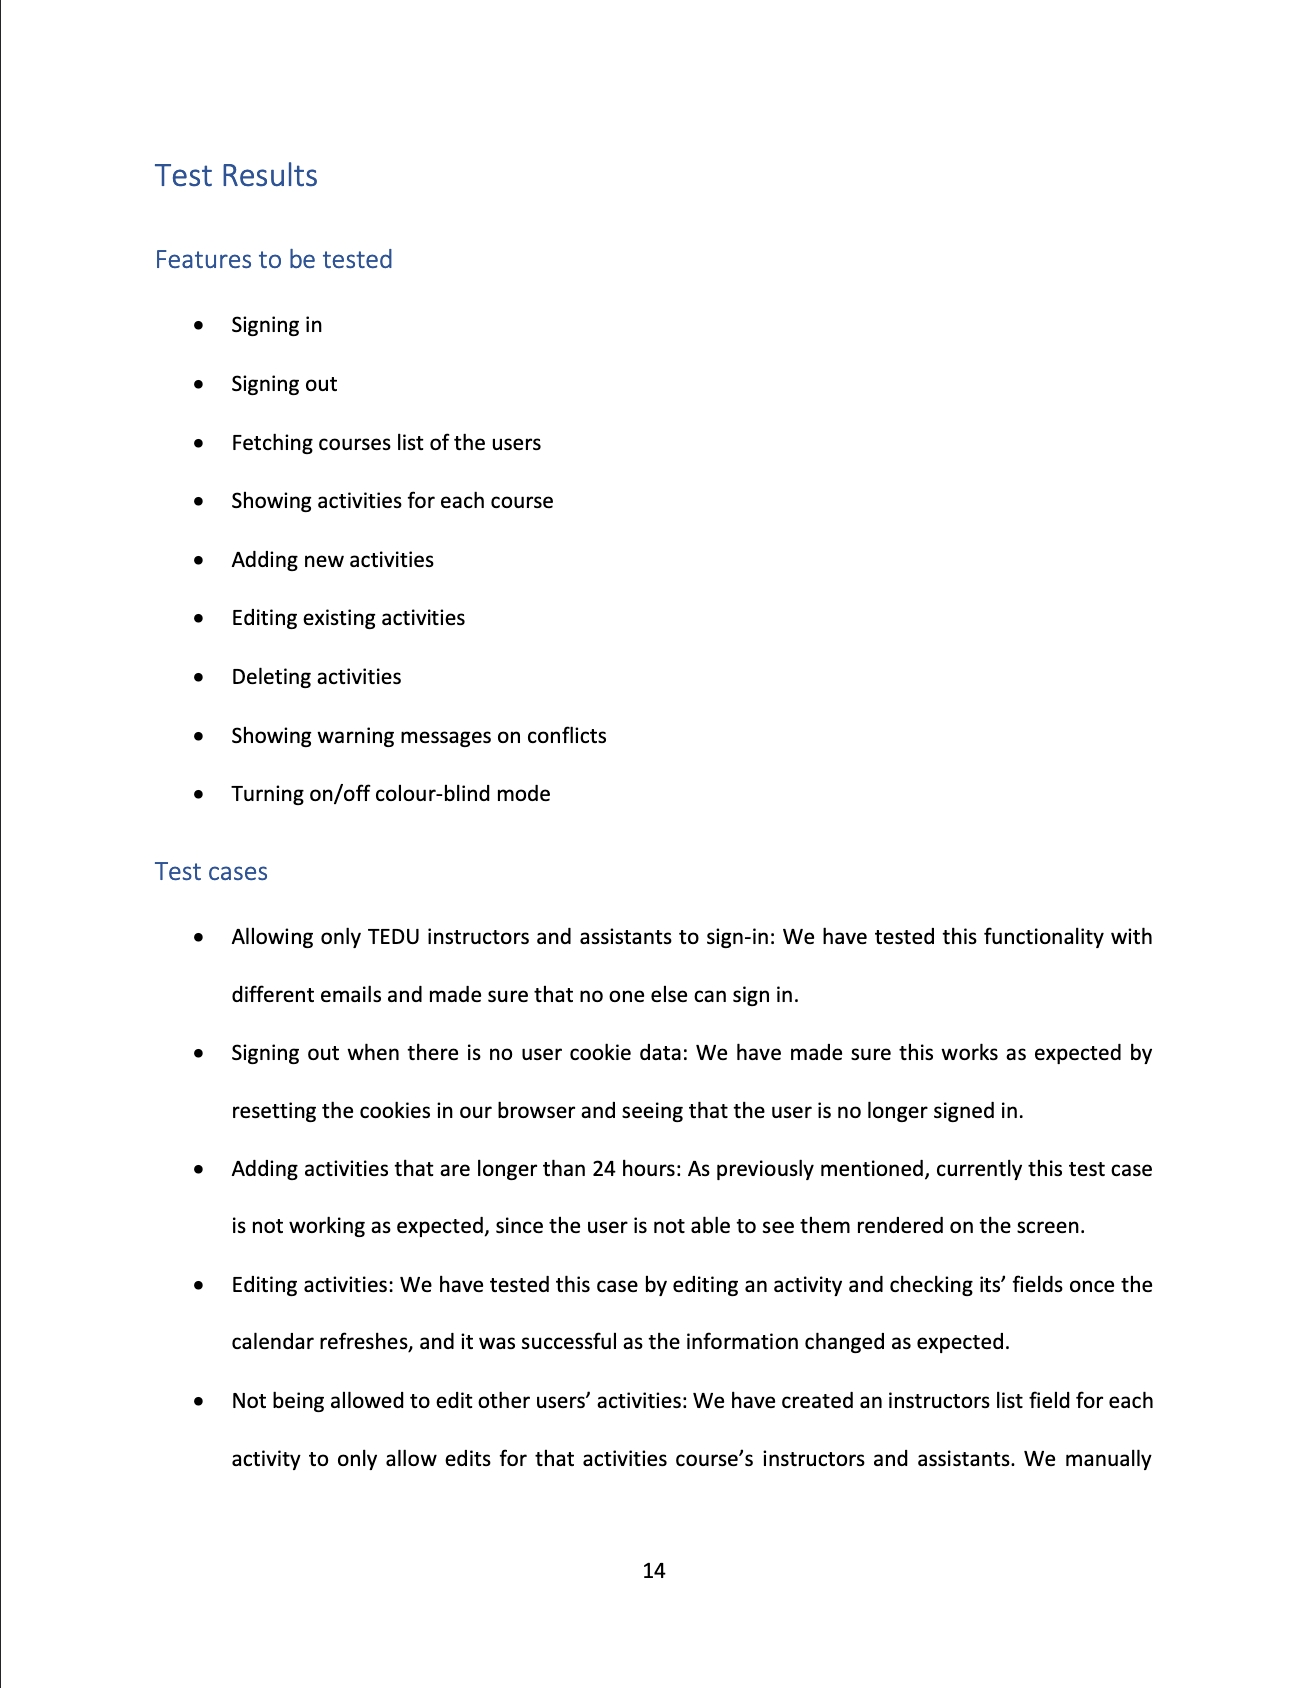 Test Results
Features to be tested
• Signing in
• Signing out
• Fetching courses list of the users
• Showing activities for each course
• Adding new activities
• Editing existing activities
• Deleting activities
• Showing warning messages on conflicts
• Turning on/off colour-blind mode
Test cases
• Allowing only TEDU instructors and assistants to sign-in: We have tested this functionality with
different emails and made sure that no one else can sign in.
• Signing out when there is no user cookie data: We have made sure this works as expected by
resetting the cookies in our browser and seeing that the user is no longer signed in.
• Adding activities that are longer than 24 hours: As previously mentioned, currently this test case
is not working as expected, since the user is not able to see them rendered on the screen.
• Editing activities: We have tested this case by editing an activity and checking its’ fields once the
calendar refreshes, and it was successful as the information changed as expected.
• Not being allowed to edit other users’ activities: We have created an instructors list field for each
activity to only allow edits for that activities course’s instructors and assistants. We manually
14